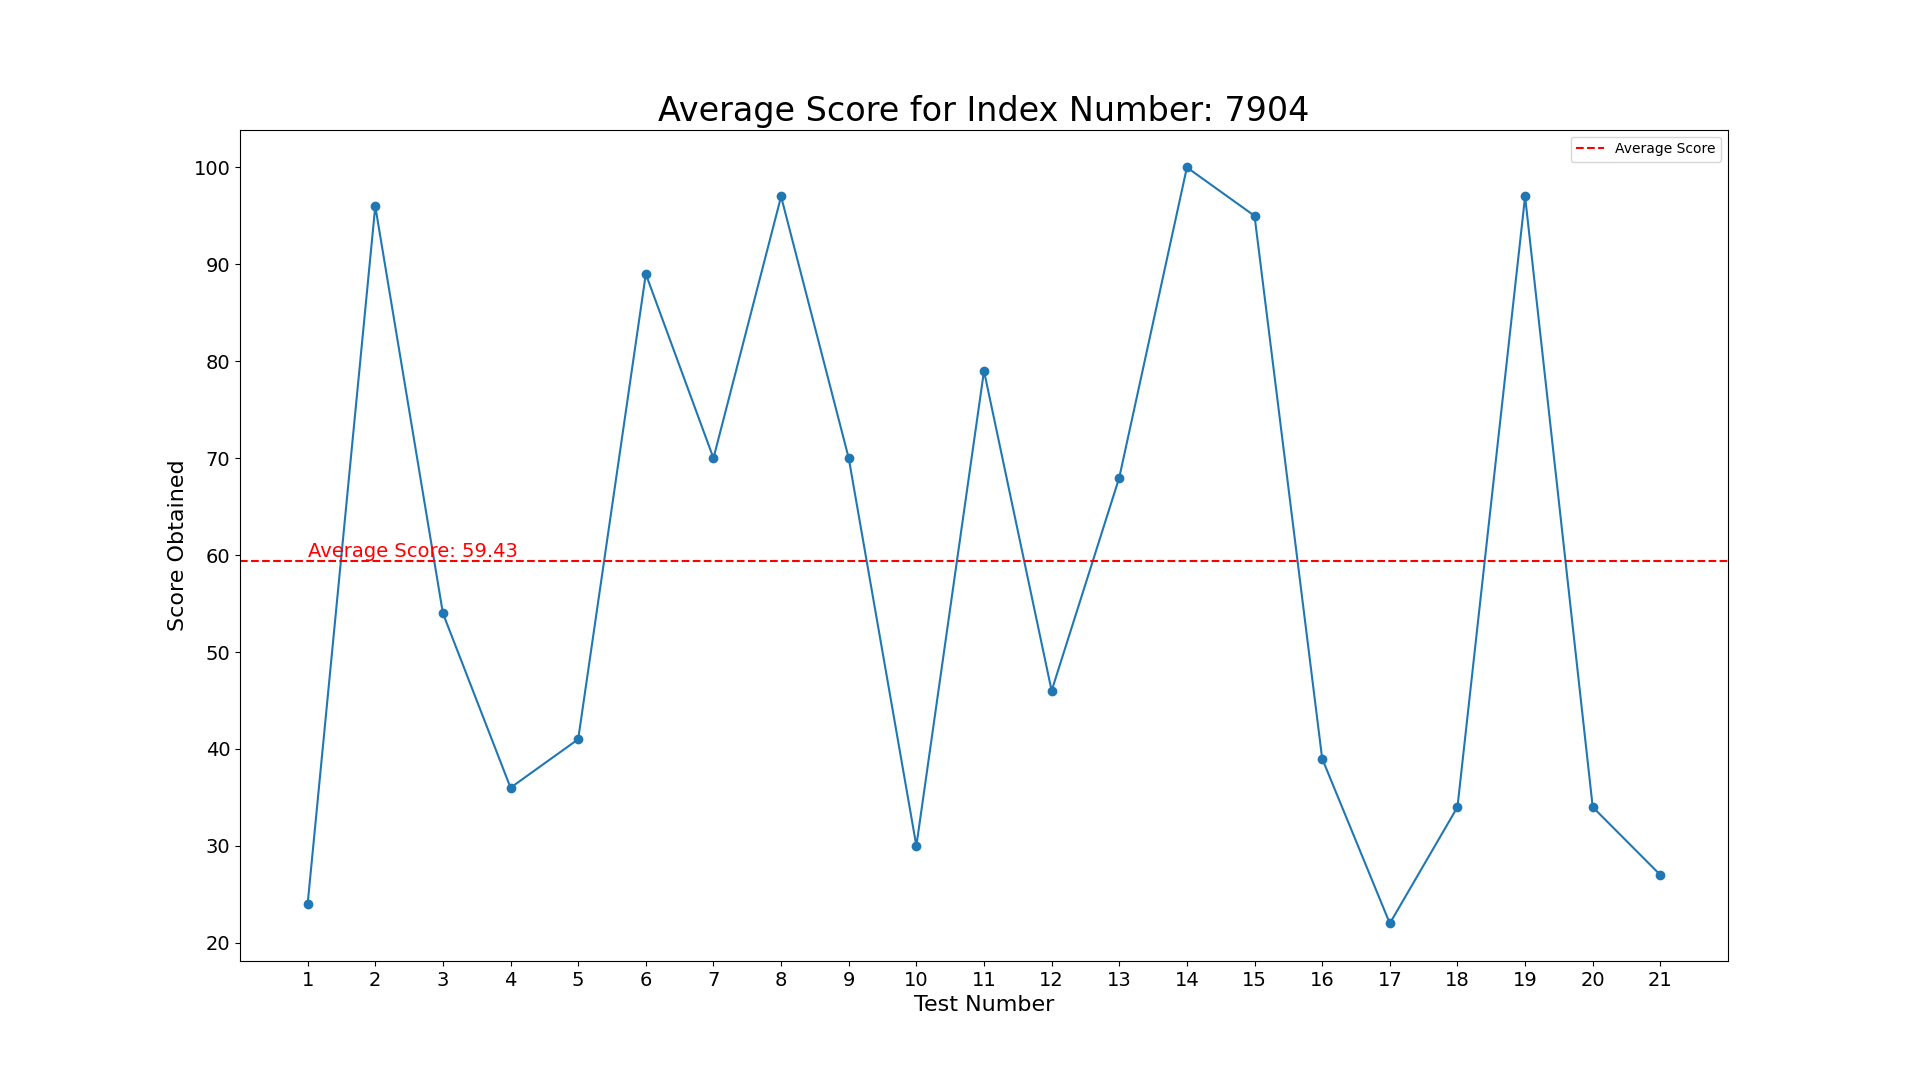 Average Score for Index Number: 7904
Average Score
100
90
80
70
60
50
40
30
20
Score Obtained
Average Score: 59.43
1 2 3 4 5 6 7 8 9 10 11 12 13 14 15 16 17 18 19 20 21
Test Number